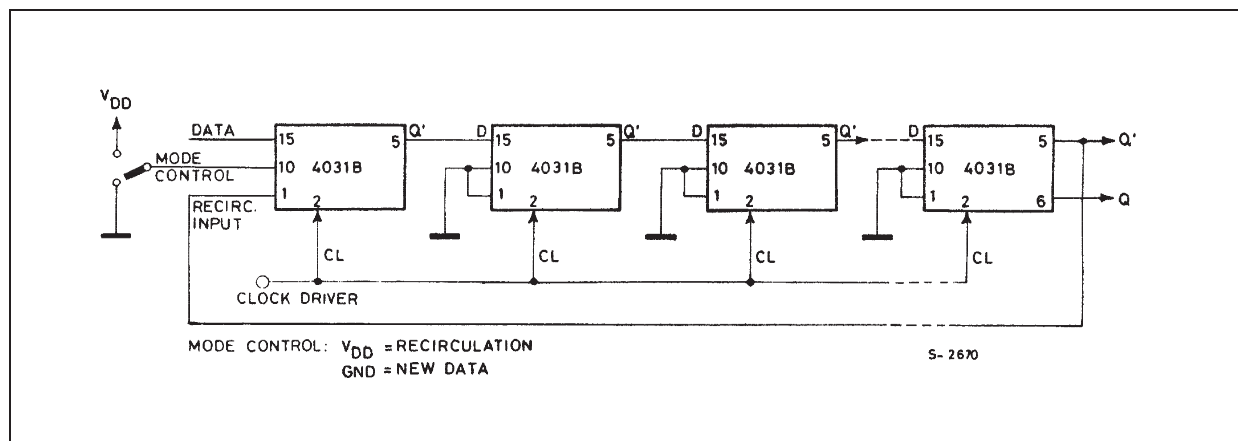 VDD
DATA
MODE
CONTROL
RECIRC.
INPUT
15
10
1
4031B
5
2
Q'
D
15
10
1
4031B
5
2
Q'
D
15
10
1
4031B
5
2
Q'
D
15
10
1
4031B
5
6
2
Q'
Q
CL
CL
CL
CL
CLOCK DRIVER
MODE CONTROL: VDD = RECIRCULATION
GND = NEW DATA
S-2670